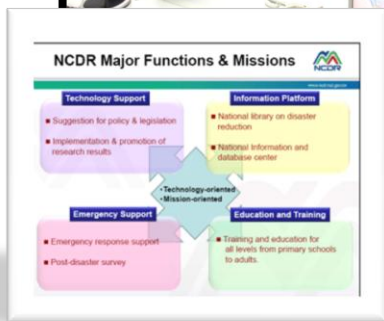 NCDR Major Functions & Missions
NCDR
Technology Support
■ Suggestion for policy & legislation
■ Implementation & promotion of
research results
Information Platform
■ National library on disaster
reduction
■ National Information and
database center
• Technology-oriented
• Mission-oriented
Emergency Support
■ Emergency response support
■ Post-disaster survey
Education and Training
■ Training and education for
all levels from primary schools
to adults.